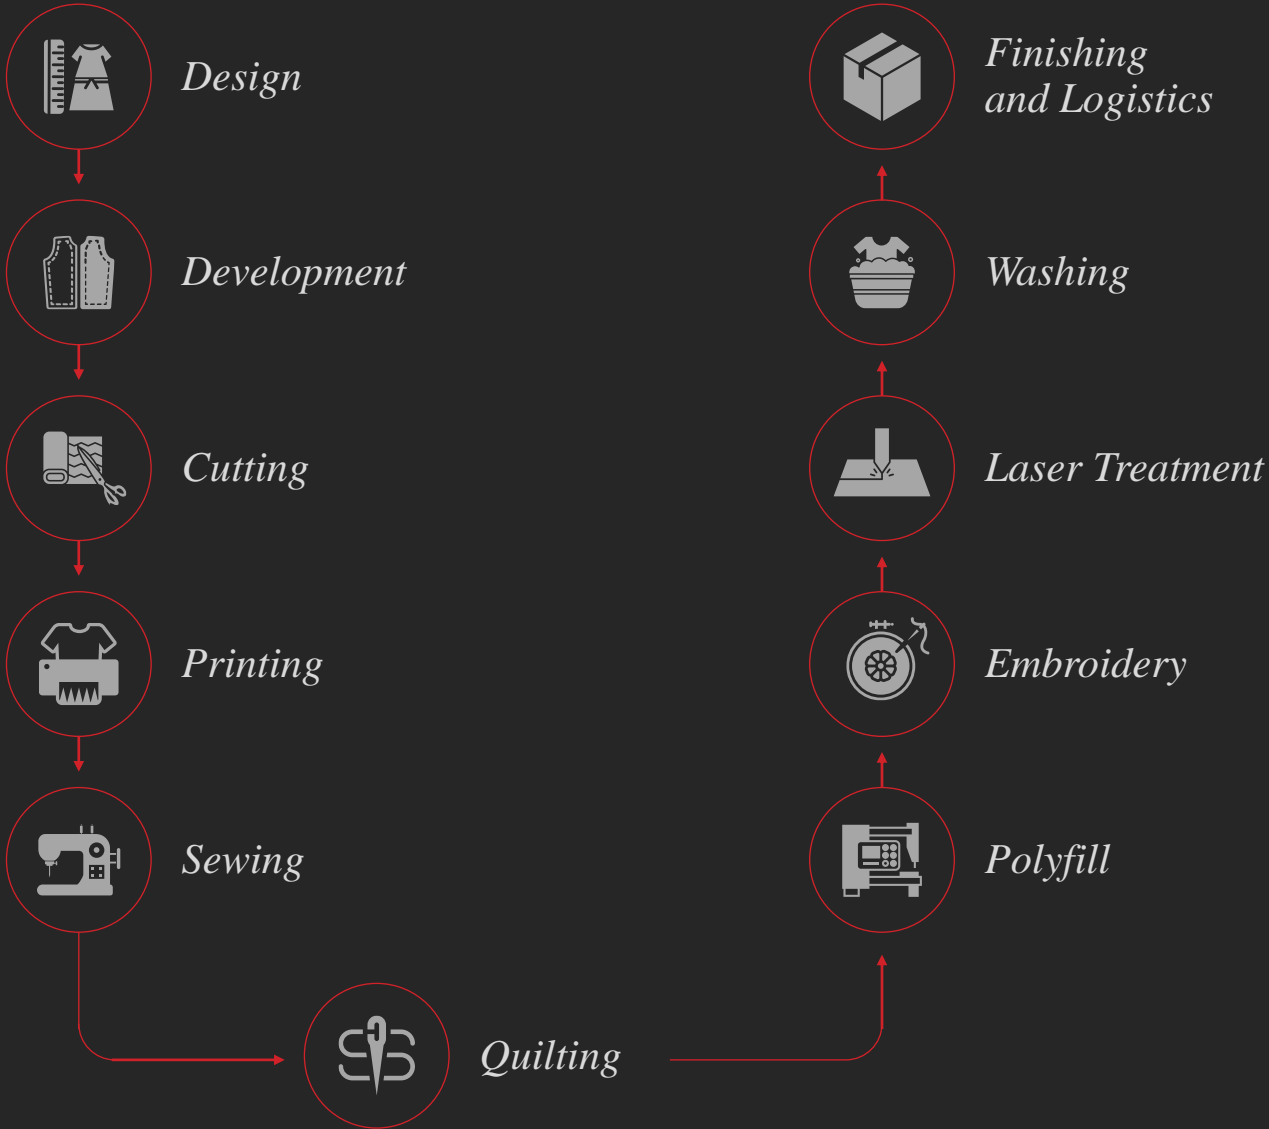 Design
Development
Cutting
Printing
Sewing
Quilting
Polyfill
Embroidery
Laser Treatment
Washing
Finishing
and Logistics